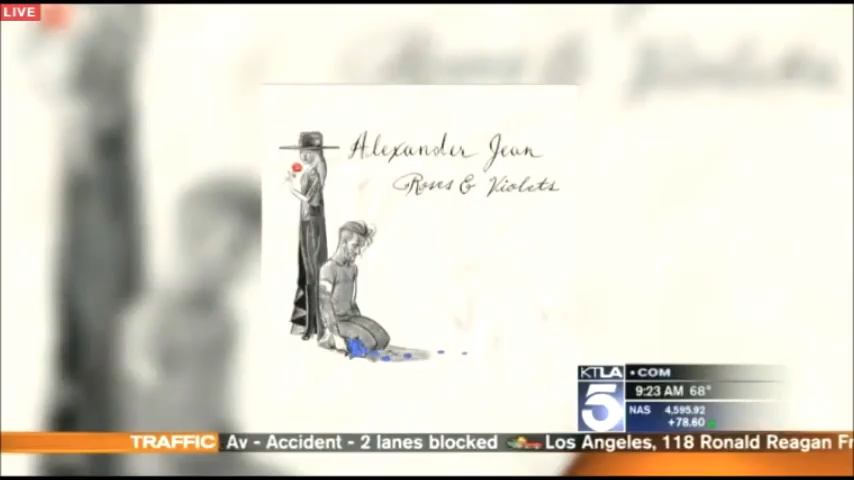 LIVE
Alexander Jean
Roses & Violets
KTLA • COM
5
9:23 AM 68°
NAS 4,595.92
+78.60
TRAFFIC Av - Accident - 2 lanes blocked Los Angeles, 118 Ronald Reagan Fr